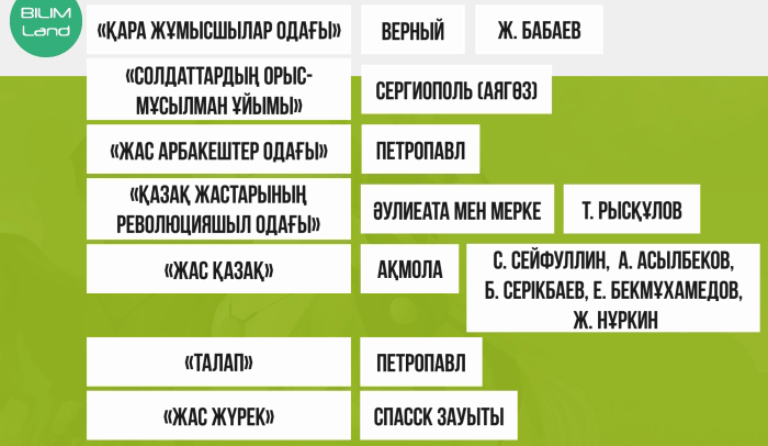 BILIM
Land
«ҚАРА ЖҰМЫСШЫЛАР ОДАҒЫ»
ВЕРНЫЙ
Ж. БАБАЕВ
«СОЛДАТТАРДЫҢ ОРЫС-
МҰСЫЛМАН ҰЙЫМЫ»
СЕРГИОПОЛЬ (АЯГӨЗ)
«ЖАС АРБАКЕШТЕР ОДАҒЫ»
ПЕТРОПАВЛ
«ҚАЗАҚ ЖАСТАРЫНЫҢ
РЕВОЛЮЦИЯШЫЛ ОДАҒЫ»
ӘУЛИЕАТА МЕН МЕРКЕ
Т. РЫСҚҰЛОВ
«ЖАС ҚАЗАҚ»
АҚМОЛА
С. СЕЙФУЛЛИН, А. АСЫЛБЕКОВ,
Б. СЕРІКБАЕВ, Е. БЕКМҰХАМЕДОВ,
Ж. НҰРКИН
«ТАЛАП»
ПЕТРОПАВЛ
«ЖАС ЖҮРЕК»
СПАССК ЗАУЫТЫ